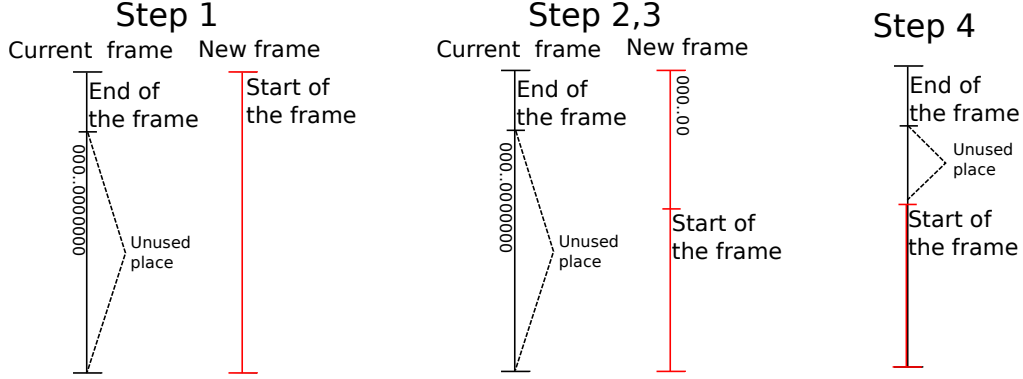 Step 1
Current frame
New frame
End of
the frame
Start of
the frame
000..0000000
Unused
place
Step 2,3
Current frame
New frame
End of
the frame
000..00
000..0000000
Start of
the frame
Unused
place
Step 4
End of
the frame
Unused
place
Start of
the frame